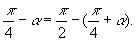 π/4 − α = π/2 − (π/4 + α).